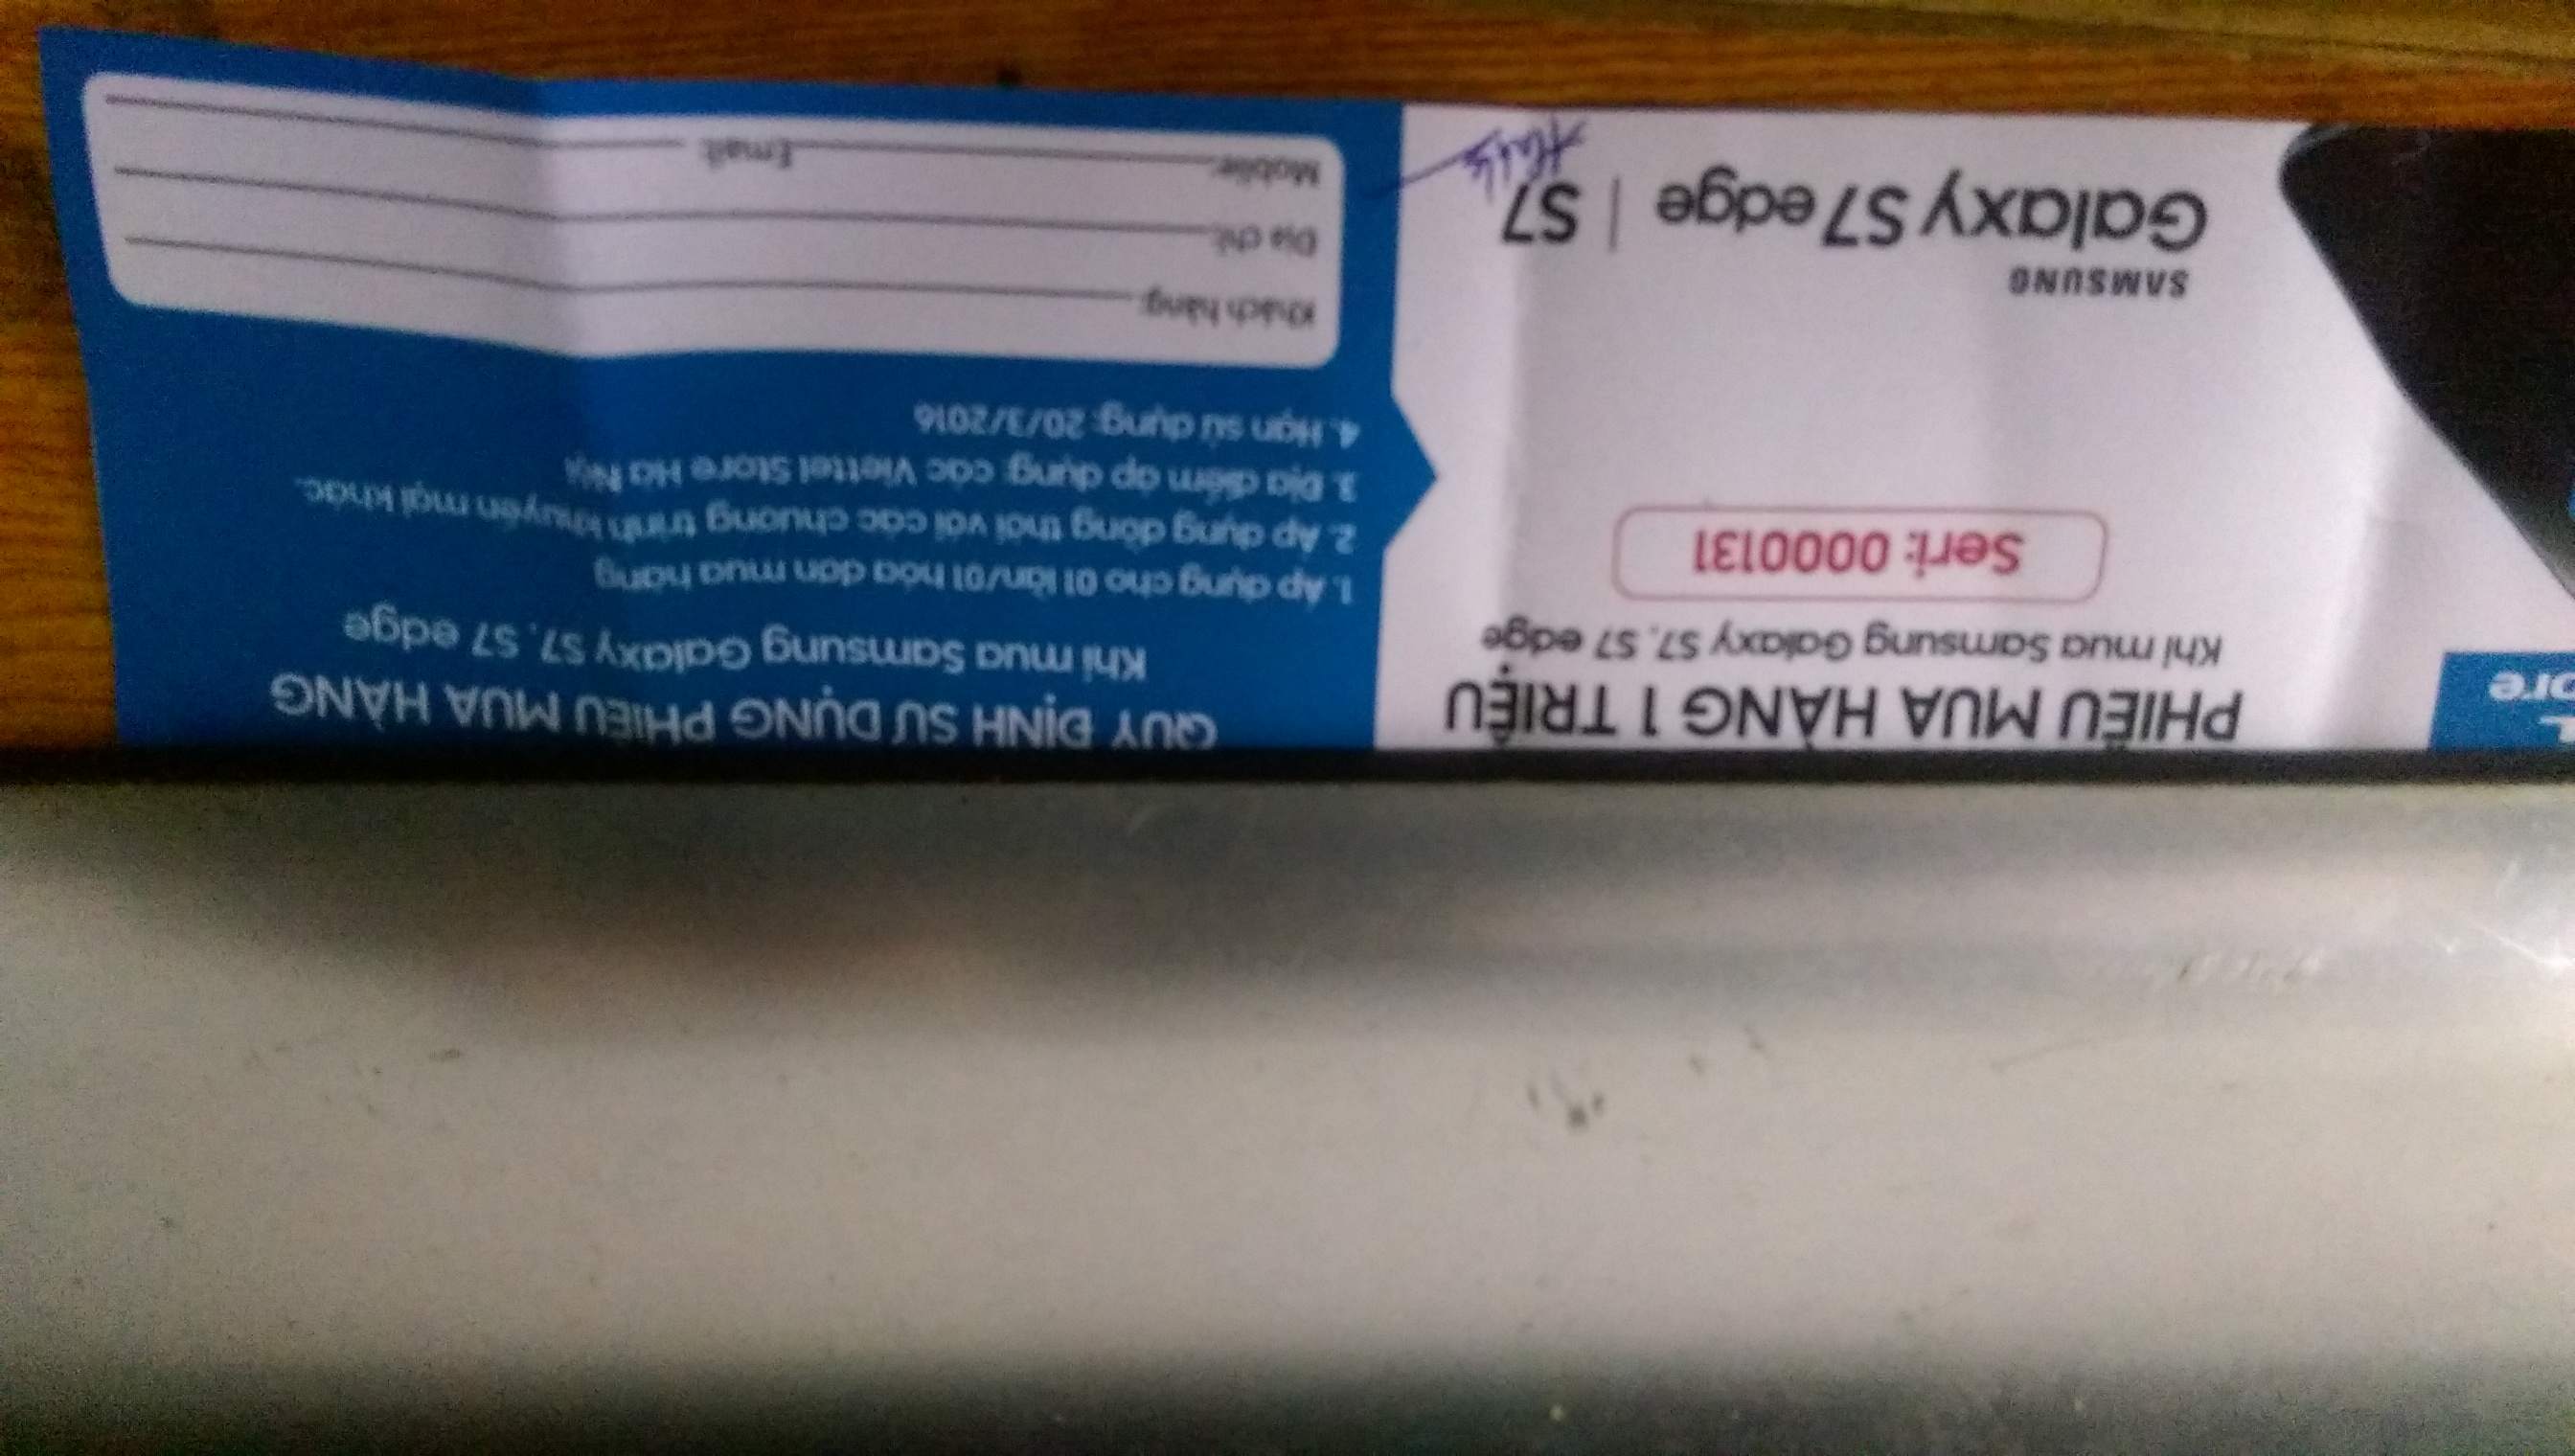 ore
PHIẾU MUA HÀNG 1 TRIỆU
Khi mua Samsung Galaxy S7, S7 edge
Seri: 0000131
SAMSUNG
Galaxy S7 edge | S7
QUY ĐỊNH SỬ DỤNG PHIẾU MUA HÀNG
Khi mua Samsung Galaxy S7, S7 edge
1. Áp dụng cho 01 lần/01 hóa đơn mua hàng
2. Áp dụng đồng thời với các chương trình khuyến mại khác.
3. Địa điểm áp dụng: các Viettel Store Hà Nội
4. Hạn sử dụng: 20/3/2016
Khách hàng:
Địa chỉ:
Mobile: Email: